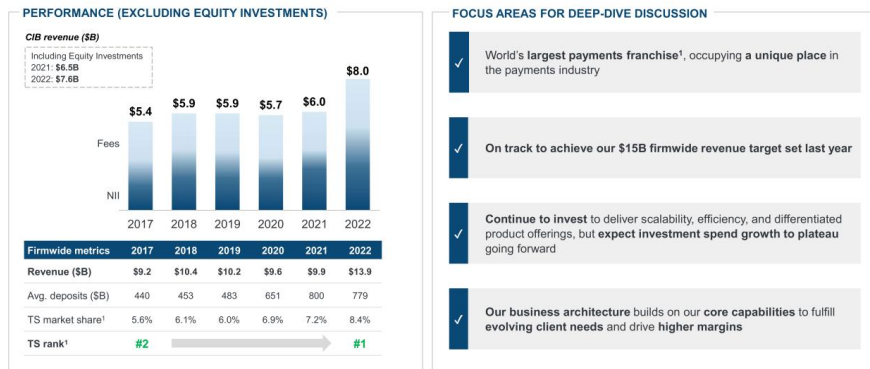 PERFORMANCE (EXCLUDING EQUITY INVESTMENTS)
CIB revenue ($B)
Including Equity Investments
2021: $6.5B
2022: $7.6B
$5.4 $5.9 $5.9 $5.7 $6.0 $8.0
Fees
NII
2017 2018 2019 2020 2021 2022
Firmwide metrics 2017 2018 2019 2020 2021 2022
Revenue ($B) $9.2 $10.4 $10.2 $9.6 $9.9 $13.9
Avg. deposits ($B) 440 453 483 651 800 779
TS market share¹ 5.6% 6.1% 6.0% 6.9% 7.2% 8.4%
TS rank¹ #2 #1
FOCUS AREAS FOR DEEP-DIVE DISCUSSION
✓ World's largest payments franchise¹, occupying a unique place in
the payments industry
✓ On track to achieve our $15B firmwide revenue target set last year
✓ Continue to invest to deliver scalability, efficiency, and differentiated
product offerings, but expect investment spend growth to plateau
going forward
✓ Our business architecture builds on our core capabilities to fulfill
evolving client needs and drive higher margins